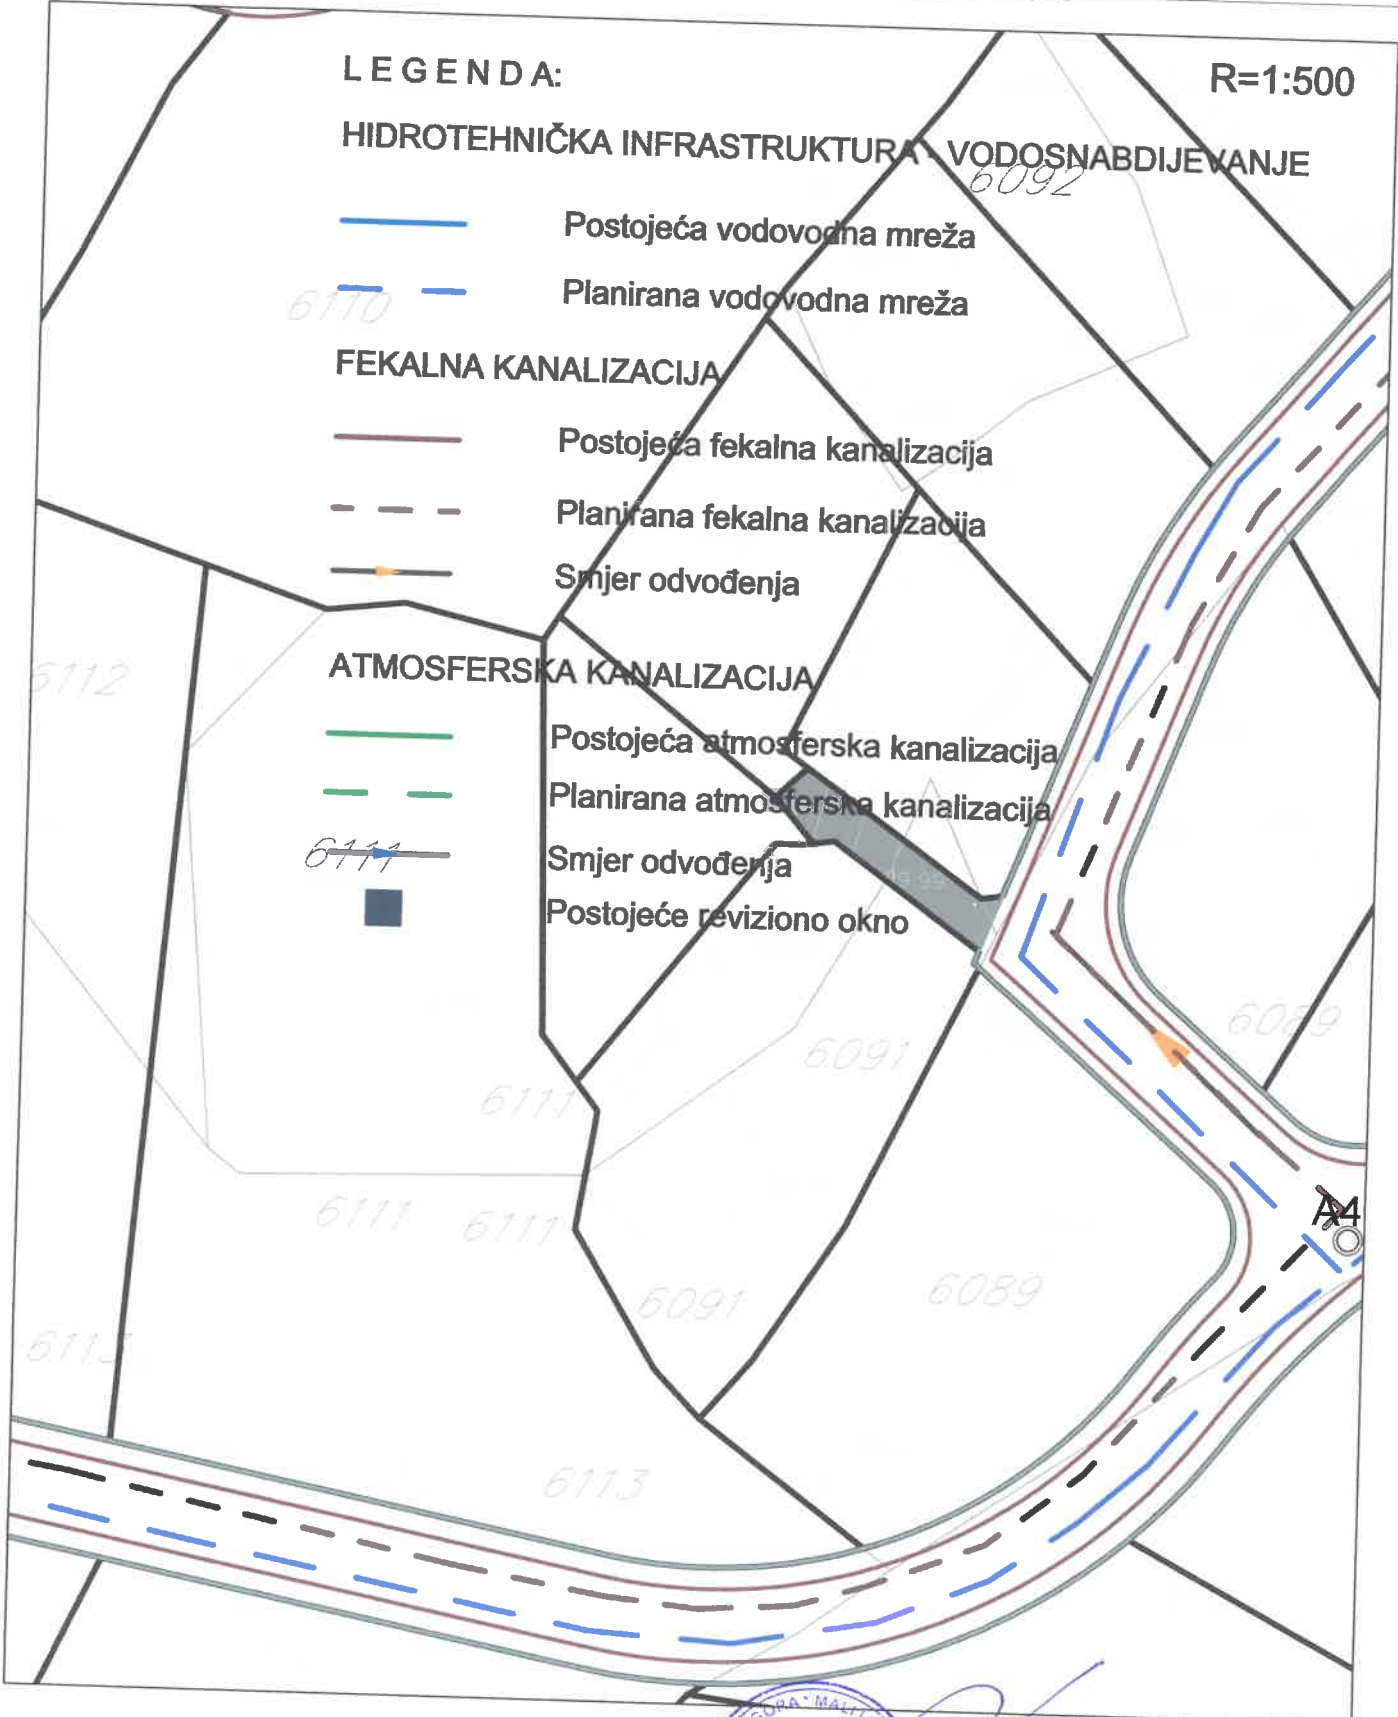 LEGENDA:
R=1:500
HIDROTEHNIČKA INFRASTRUKTURA - VODOSNABDIJEVANJE
6092
Postojeća vodovodna mreža
Planirana vodovodna mreža
6110
FEKALNA KANALIZACIJA
Postojeća fekalna kanalizacija
Planirana fekalna kanalizacija
Smjer odvođenja
ATMOSFERSKA KANALIZACIJA
6112
Postojeća atmosferska kanalizacija
Planirana atmosferska kanalizacija
6111
Smjer odvođenja
Postojeće reviziono okno
6089
6091
6111
6111
6111
A4
6089
6091
6113
6113
GORA · MALI